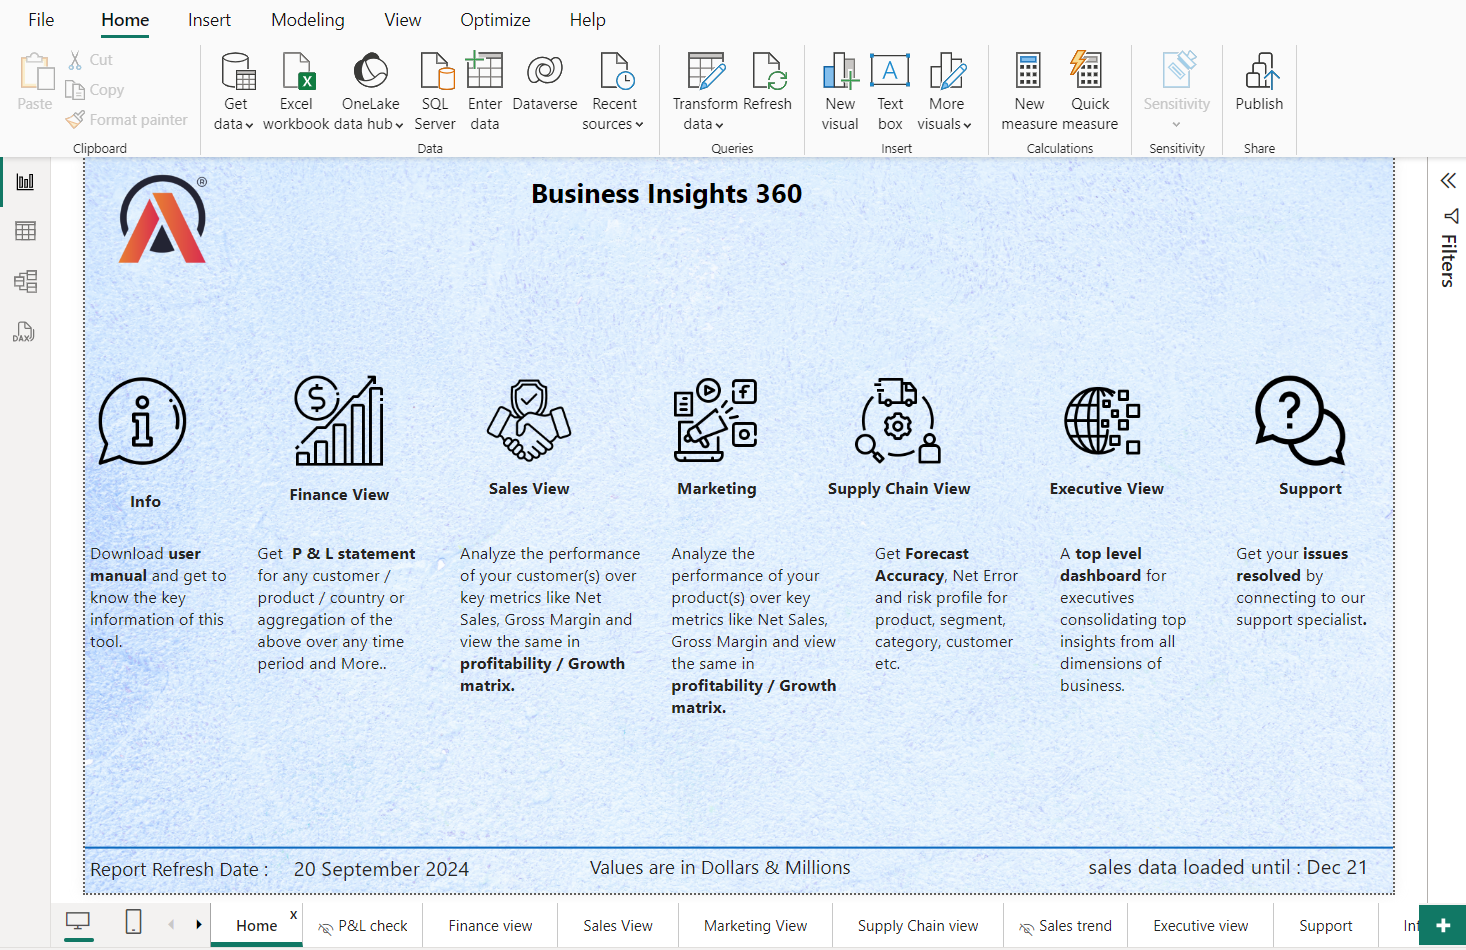 File Home Insert Modeling View Optimize Help
Paste
Cut
Copy
Format painter
Clipboard
Get data
Excel workbook
OneLake data hub
SQL Server
Enter data
Dataverse
Recent sources
Data
Transform data
Refresh
Queries
New visual
Text box
More visuals
Insert
New measure
Quick measure
Calculations
Sensitivity
Sensitivity
Publish
Share
DAX
Filters
®
Business Insights 360
Info
Finance View
Sales View
Marketing
Supply Chain View
Executive View
Support
Download user
manual and get to
know the key
information of this
tool.
Get P & L statement
for any customer /
product / country or
aggregation of the
above over any time
period and More..
Analyze the performance
of your customer(s) over
key metrics like Net
Sales, Gross Margin and
view the same in
profitability / Growth
matrix.
Analyze the
performance of your
product(s) over key
metrics like Net Sales,
Gross Margin and view
the same in
profitability / Growth
matrix.
Get Forecast
Accuracy, Net Error
and risk profile for
product, segment,
category, customer
etc.
A top level
dashboard for
executives
consolidating top
insights from all
dimensions of
business.
Get your issues
resolved by
connecting to our
support specialist.
Report Refresh Date : 20 September 2024
Values are in Dollars & Millions
sales data loaded until : Dec 21
Home x P&L check Finance view Sales View Marketing View Supply Chain view Sales trend Executive view Support